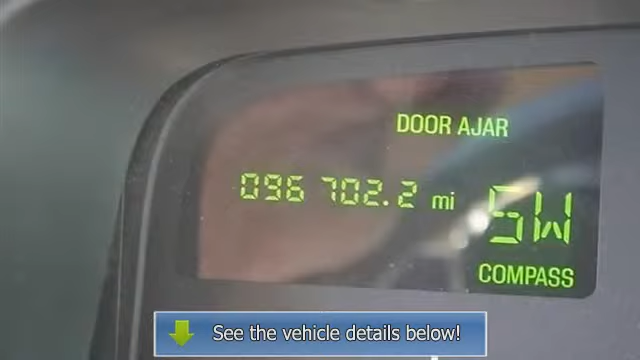 DOOR AJAR
096 702.2 mi
SW
COMPASS
See the vehicle details below!